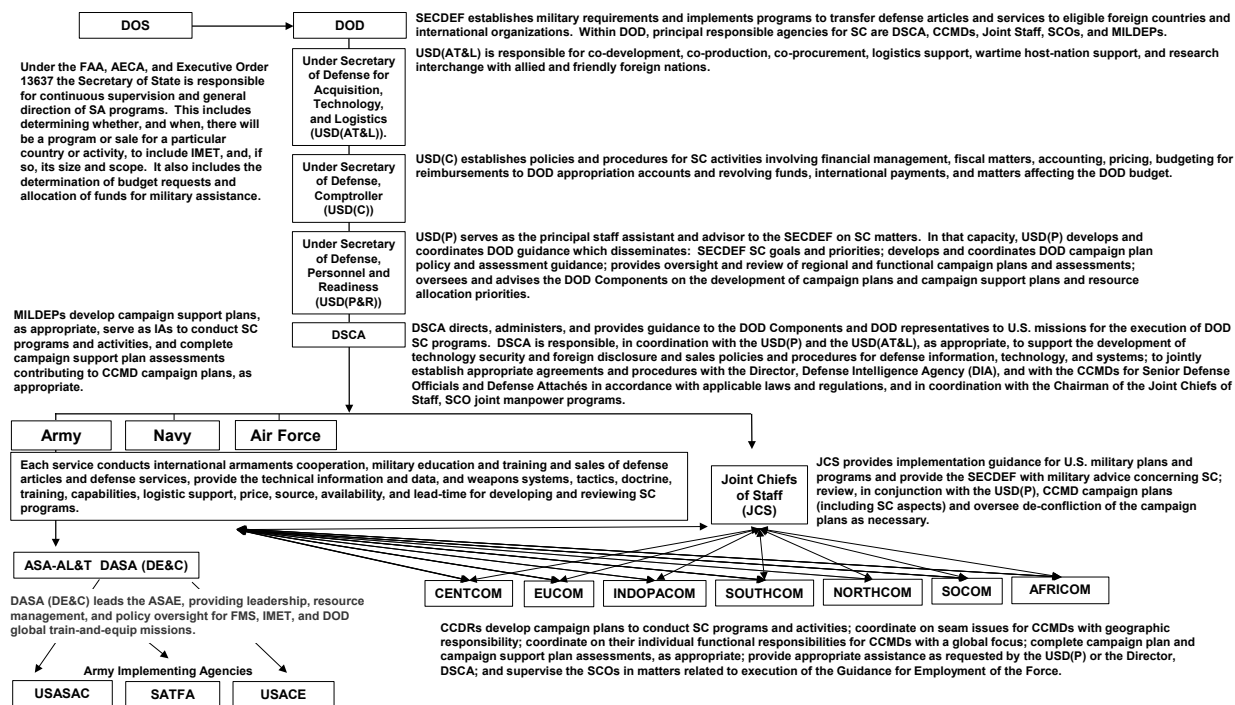 DOS
DOD
SECDEF establishes military requirements and implements programs to transfer defense articles and services to eligible foreign countries and
international organizations. Within DOD, principal responsible agencies for SC are DSCA, CCMDs, Joint Staff, SCOs, and MILDEPs.
Under the FAA, AECA, and Executive Order
13637 the Secretary of State is responsible
for continuous supervision and general
direction of SA programs. This includes
determining whether, and when, there will
be a program or sale for a particular
country or activity, to include IMET, and, if
so, its size and scope. It also includes the
determination of budget requests and
allocation of funds for military assistance.
Under Secretary
of Defense for
Acquisition,
Technology,
and Logistics
(USD(AT&L)).
USD(AT&L) is responsible for co-development, co-production, co-procurement, logistics support, wartime host-nation support, and research
interchange with allied and friendly foreign nations.
Under Secretary
of Defense,
Comptroller
(USD(C))
USD(C) establishes policies and procedures for SC activities involving financial management, fiscal matters, accounting, pricing, budgeting for
reimbursements to DOD appropriation accounts and revolving funds, international payments, and matters affecting the DOD budget.
Under Secretary
of Defense,
Personnel and
Readiness
(USD(P&R))
USD(P) serves as the principal staff assistant and advisor to the SECDEF on SC matters. In that capacity, USD(P) develops and
coordinates DOD guidance which disseminates: SECDEF SC goals and priorities; develops and coordinates DOD campaign plan
policy and assessment guidance; provides oversight and review of regional and functional campaign plans and assessments;
oversees and advises the DOD Components on the development of campaign plans and campaign support plans and resource
allocation priorities.
MILDEPs develop campaign support plans,
as appropriate, serve as IAs to conduct SC
programs and activities, and complete
campaign support plan assessments
contributing to CCMD campaign plans, as
appropriate.
DSCA
DSCA directs, administers, and provides guidance to the DOD Components and DOD representatives to U.S. missions for the execution of DOD
SC programs. DSCA is responsible, in coordination with the USD(P) and the USD(AT&L), as appropriate, to support the development of
technology security and foreign disclosure and sales policies and procedures for defense information, technology, and systems; to jointly
establish appropriate agreements and procedures with the Director, Defense Intelligence Agency (DIA), and with the CCMDs for Senior Defense
Officials and Defense Attachés in accordance with applicable laws and regulations, and in coordination with the Chairman of the Joint Chiefs of
Staff, SCO joint manpower programs.
Army
Navy
Air Force
Each service conducts international armaments cooperation, military education and training and sales of defense
articles and defense services, provide the technical information and data, and weapons systems, tactics, doctrine,
training, capabilities, logistic support, price, source, availability, and lead-time for developing and reviewing SC
programs.
Joint Chiefs
of Staff
(JCS)
JCS provides implementation guidance for U.S. military plans and
programs and provide the SECDEF with military advice concerning SC;
review, in conjunction with the USD(P), CCMD campaign plans
(including SC aspects) and oversee de-confliction of the campaign
plans as necessary.
ASA-AL&T DASA (DE&C)
DASA (DE&C) leads the ASAE, providing leadership, resource
management, and policy oversight for FMS, IMET, and DOD
global train-and-equip missions.
CENTCOM
EUCOM
INDOPACOM
SOUTHCOM
NORTHCOM
SOCOM
AFRICOM
CCDRs develop campaign plans to conduct SC programs and activities; coordinate on seam issues for CCMDs with geographic
responsibility; coordinate on their individual functional responsibilities for CCMDs with a global focus; complete campaign plan and
campaign support plan assessments, as appropriate; provide appropriate assistance as requested by the USD(P) or the Director,
DSCA; and supervise the SCOs in matters related to execution of the Guidance for Employment of the Force.
Army Implementing Agencies
USASAC
SATFA
USACE